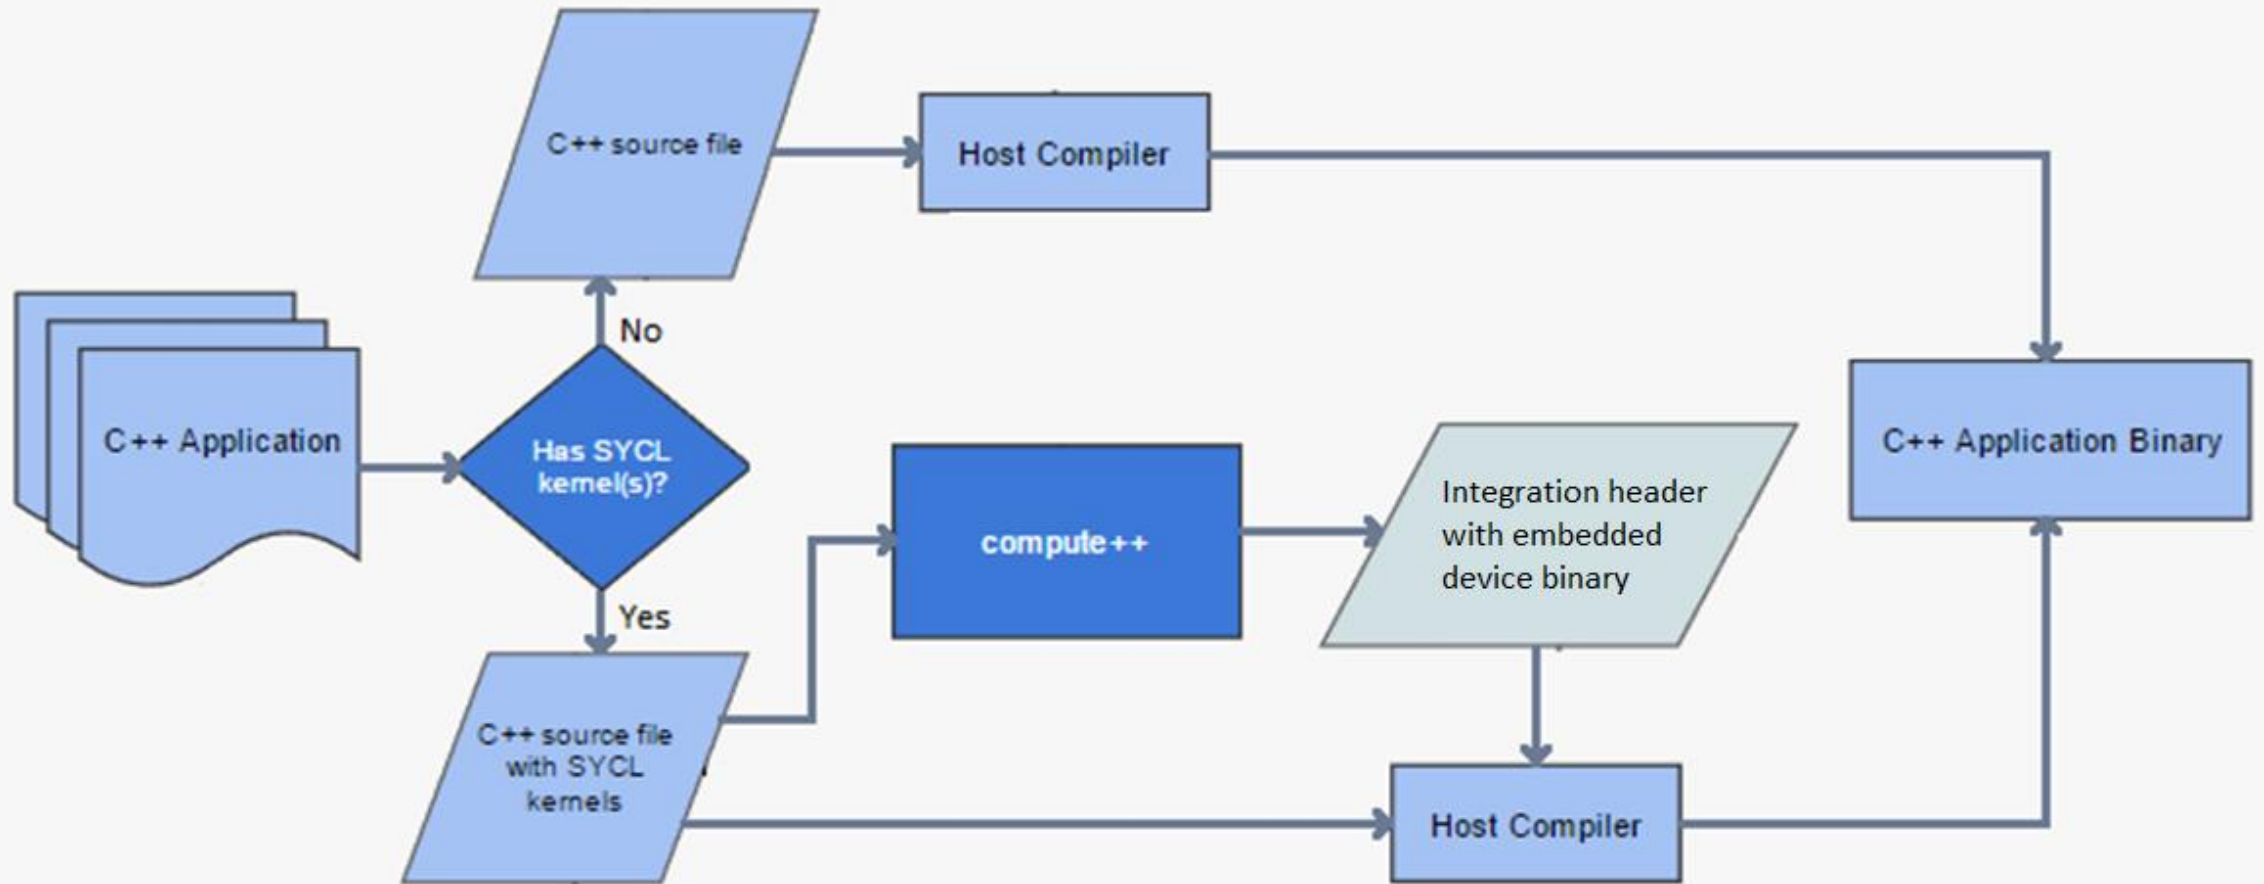 C++ source file
Host Compiler
No
C++ Application
Has SYCL
kernel(s)?
C++ Application Binary
Integration header
with embedded
device binary
compute++
Yes
C++ source file
with SYCL
kernels
Host Compiler